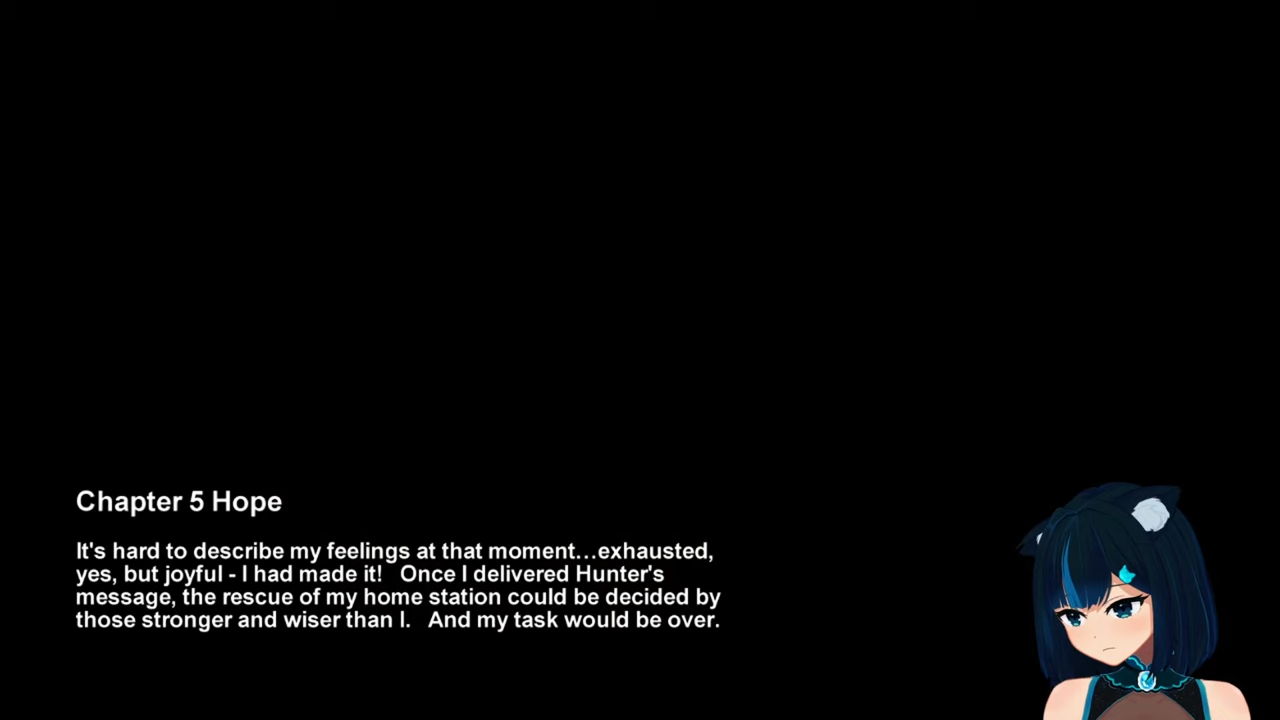 Chapter 5 Hope
It's hard to describe my feelings at that moment…exhausted,
yes, but joyful - I had made it!   Once I delivered Hunter's
message, the rescue of my home station could be decided by
those stronger and wiser than I.   And my task would be over.